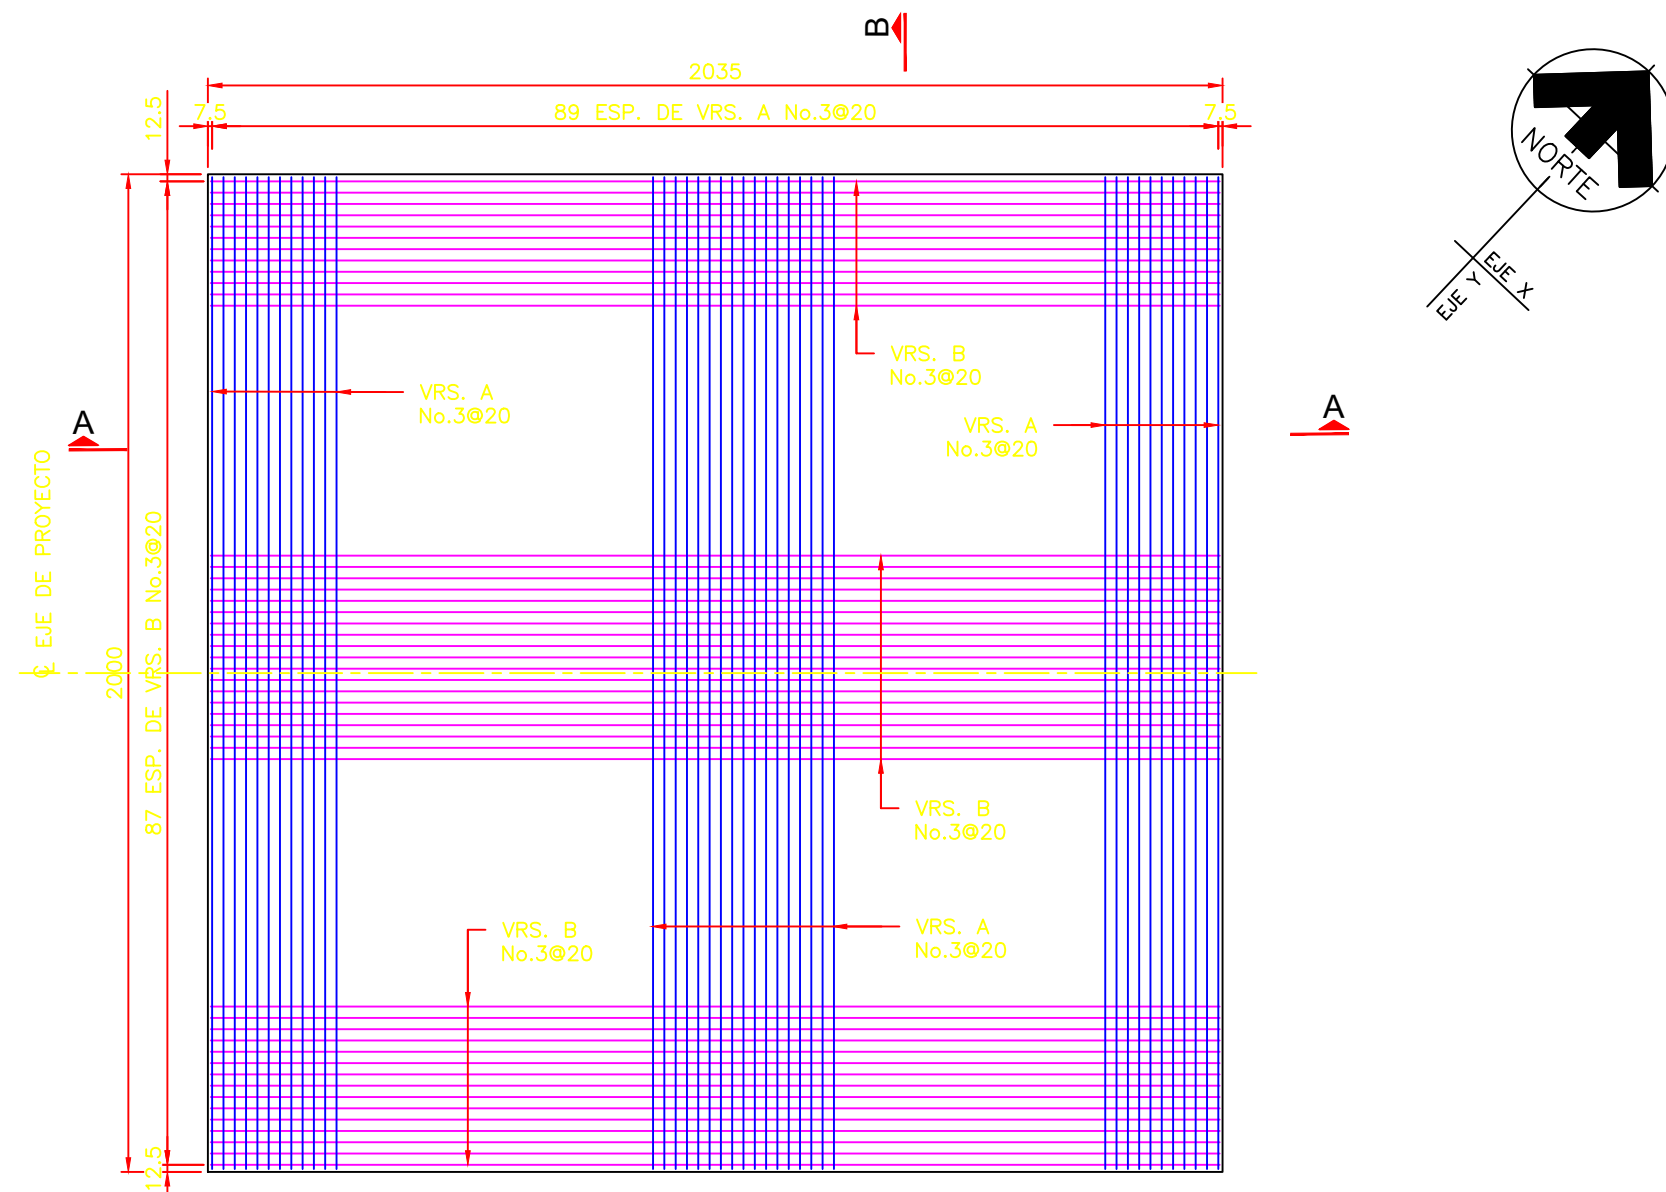 B
2035
12.5
7.5
89 ESP. DE VRS. A No.3@20
7.5
NORTE
EJE X
EJE Y
VRS. B
No.3@20
VRS. A
No.3@20
A
VRS. A
No.3@20
A
℄ EJE DE PROYECTO
2000
87 ESP. DE VRS. B No.3@20
VRS. B
No.3@20
VRS. B
No.3@20
VRS. A
No.3@20
12.5